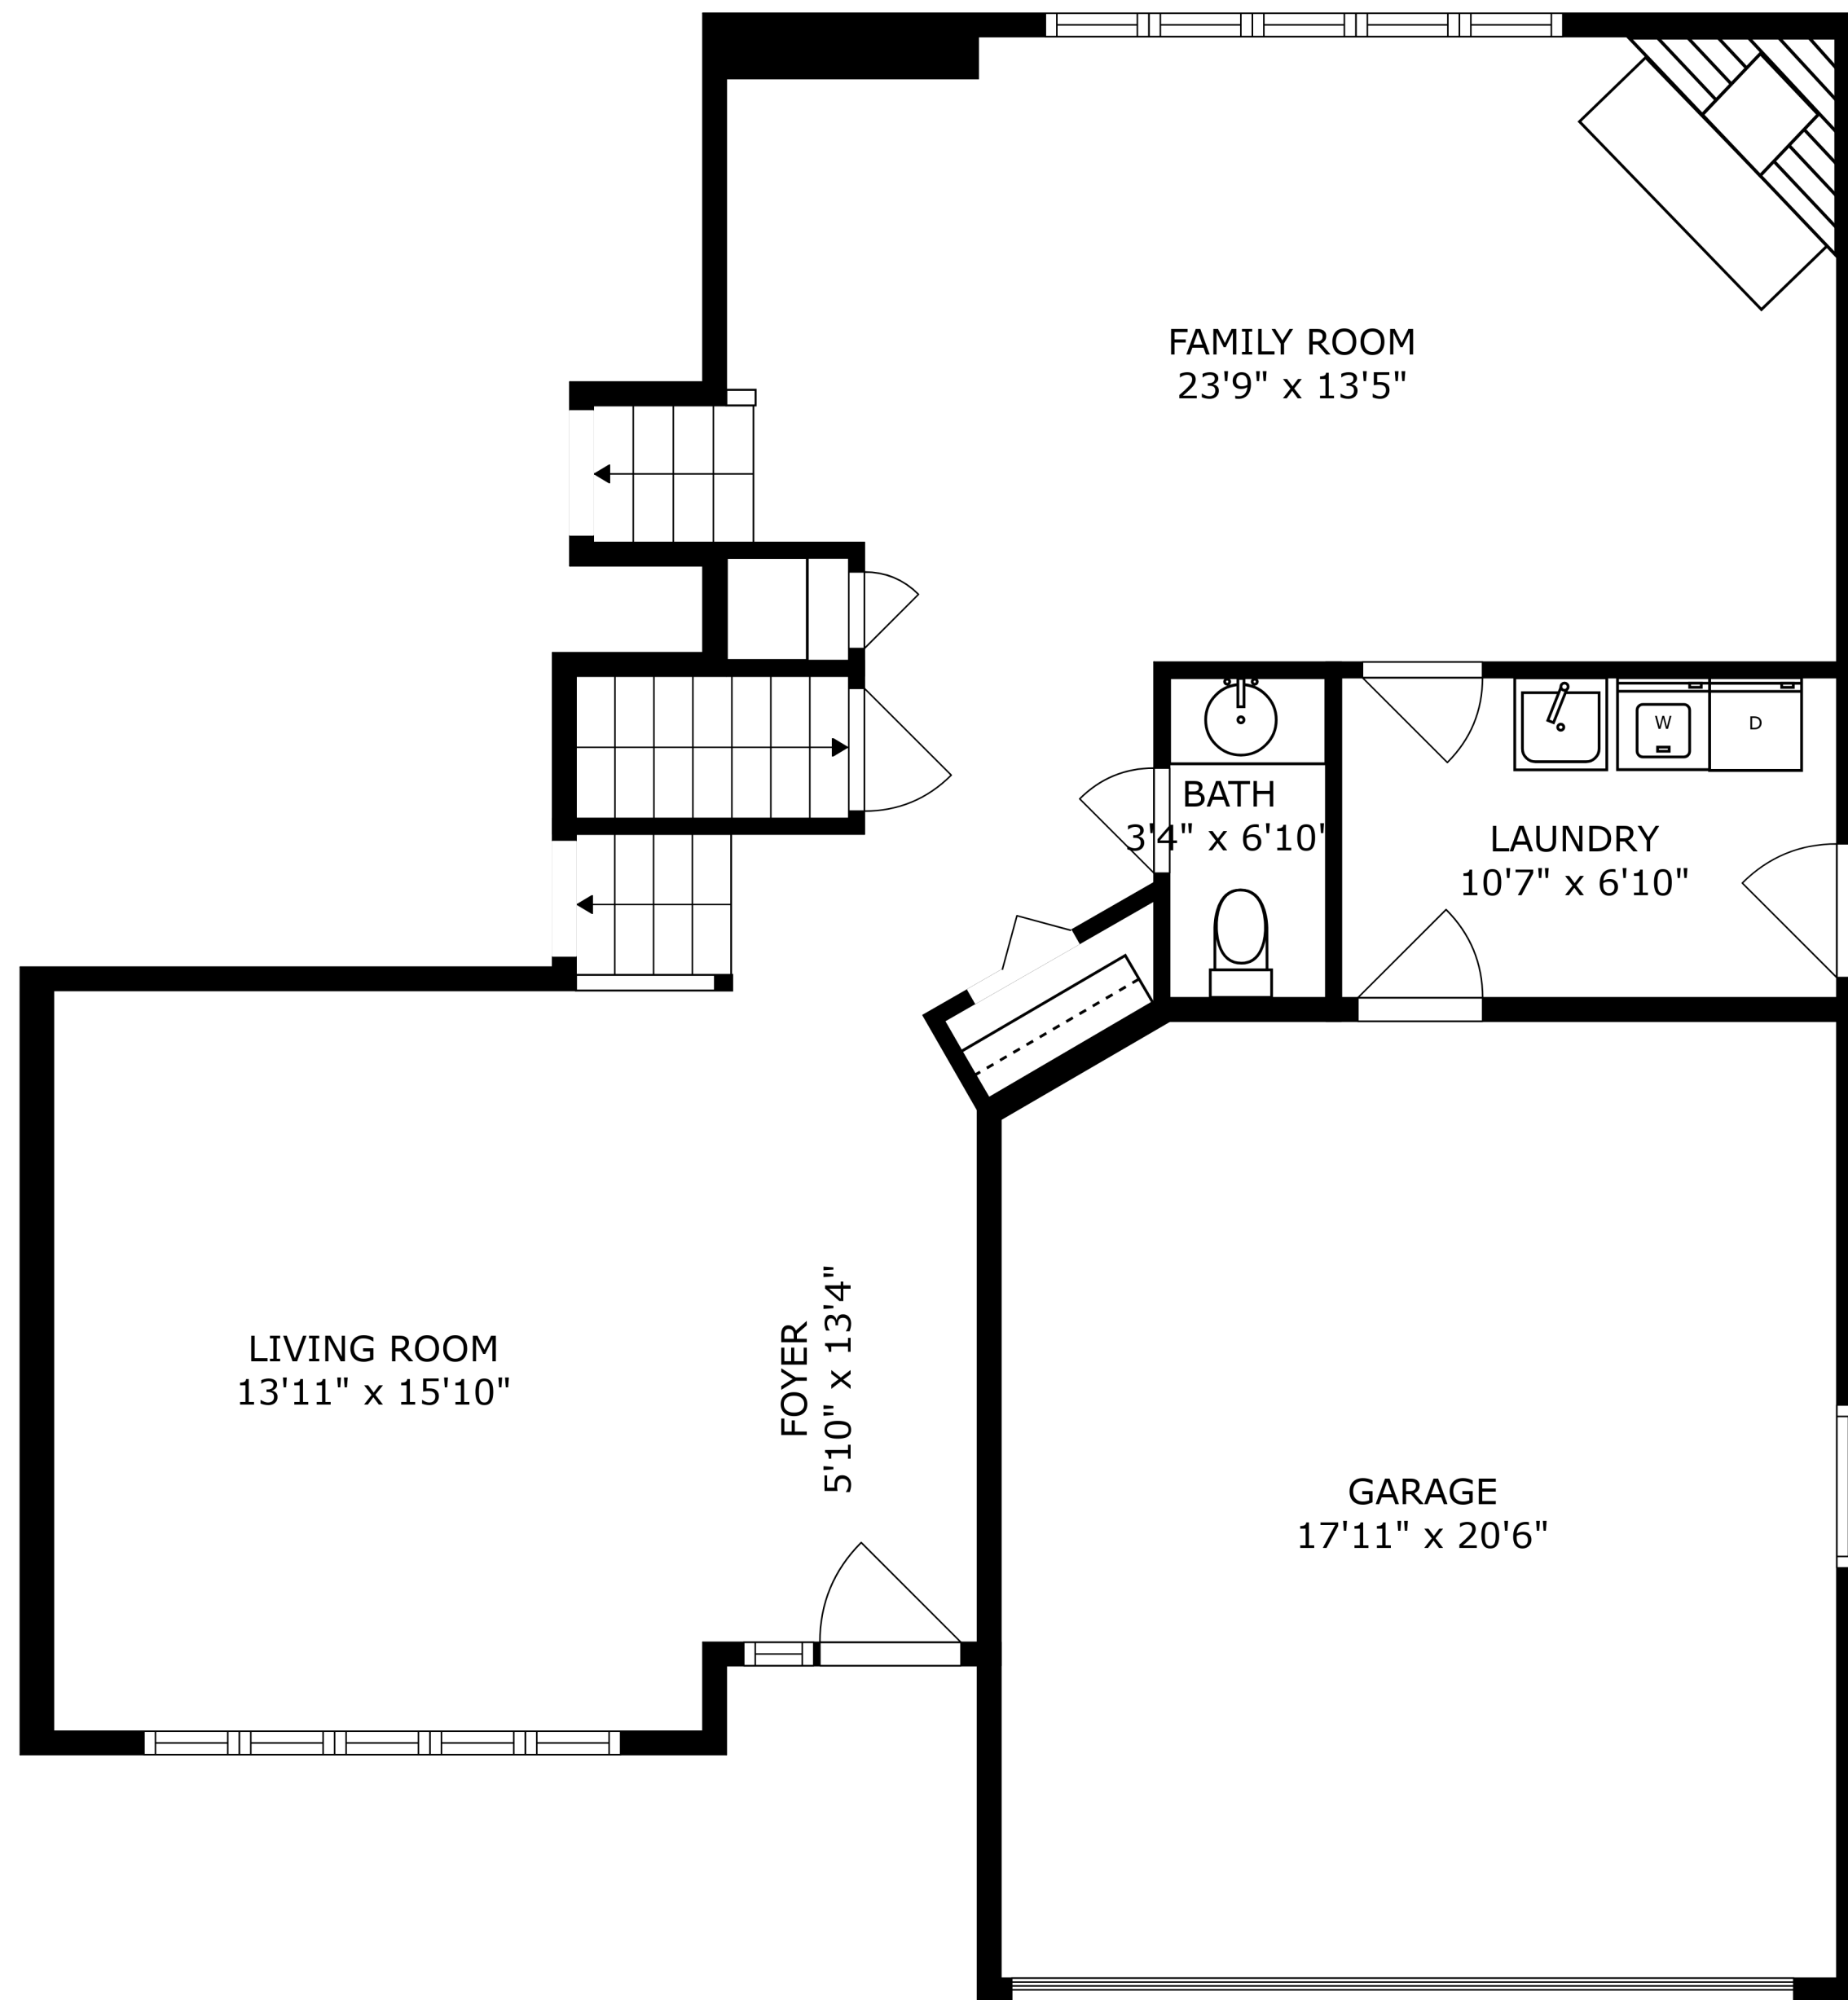 FAMILY ROOM
23'9" x 13'5"
W
D
BATH
3'4" x 6'10"
LAUNDRY
10'7" x 6'10"
LIVING ROOM
13'11" x 15'10"
FOYER
5'10" x 13'4"
GARAGE
17'11" x 20'6"